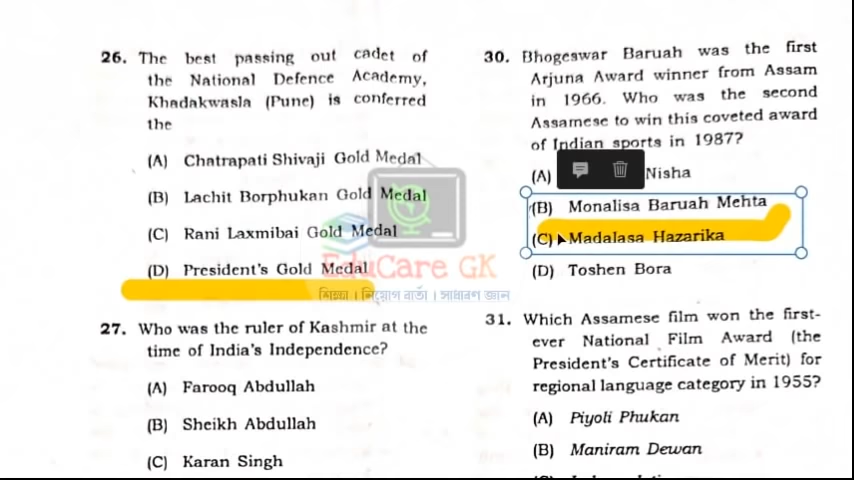 26. The best passing out cadet of
the National Defence Academy,
Khadakwasla (Pune) is conferred
the
(A) Chatrapati Shivaji Gold Medal
(B) Lachit Borphukan Gold Medal
(C) Rani Laxmibai Gold Medal
(D) President's Gold Medal
27. Who was the ruler of Kashmir at the
time of India's Independence?
(A) Farooq Abdullah
(B) Sheikh Abdullah
(C) Karan Singh
30. Bhogeswar Baruah was the first
Arjuna Award winner from Assam
in 1966. Who was the second
Assamese to win this coveted award
of Indian sports in 1987?
(A) Nisha
(B) Monalisa Baruah Mehta
(C) Madalasa Hazarika
(D) Toshen Bora
31. Which Assamese film won the first-
ever National Film Award (the
President's Certificate of Merit) for
regional language category in 1955?
(A) Piyoli Phukan
(B) Maniram Dewan
EduCare GK
শিক্ষা । নিয়োগ বাৰ্তা । সাধাৰণ জ্ঞান